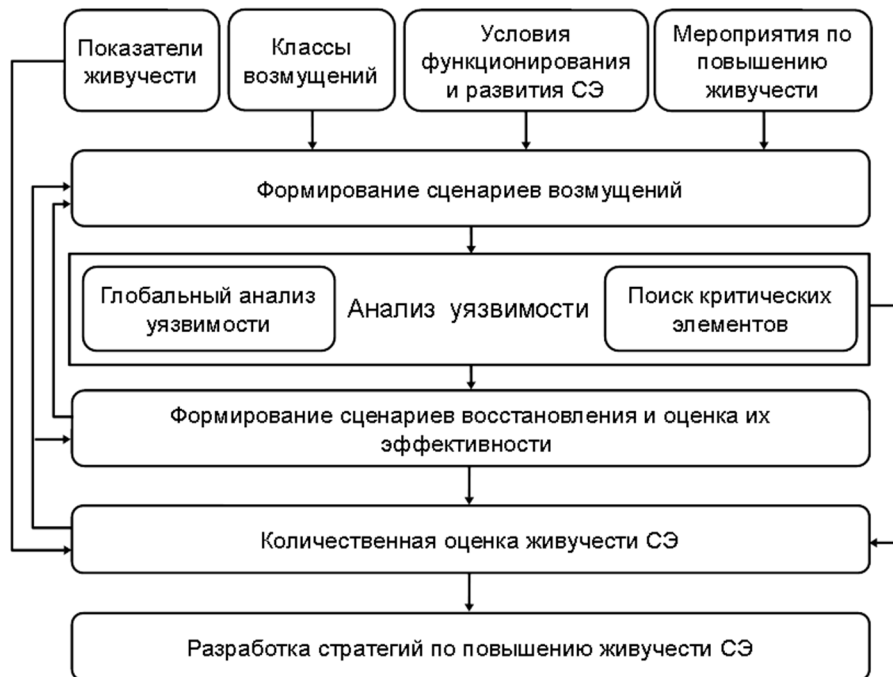 Показатели
живучести
Классы
возмущений
Условия
функционирования
и развития СЭ
Мероприятия по
повышению
живучести
Формирование сценариев возмущений
Глобальный анализ
уязвимости
Анализ уязвимости
Поиск критических
элементов
Формирование сценариев восстановления и оценка их
эффективности
Количественная оценка живучести СЭ
Разработка стратегий по повышению живучести СЭ